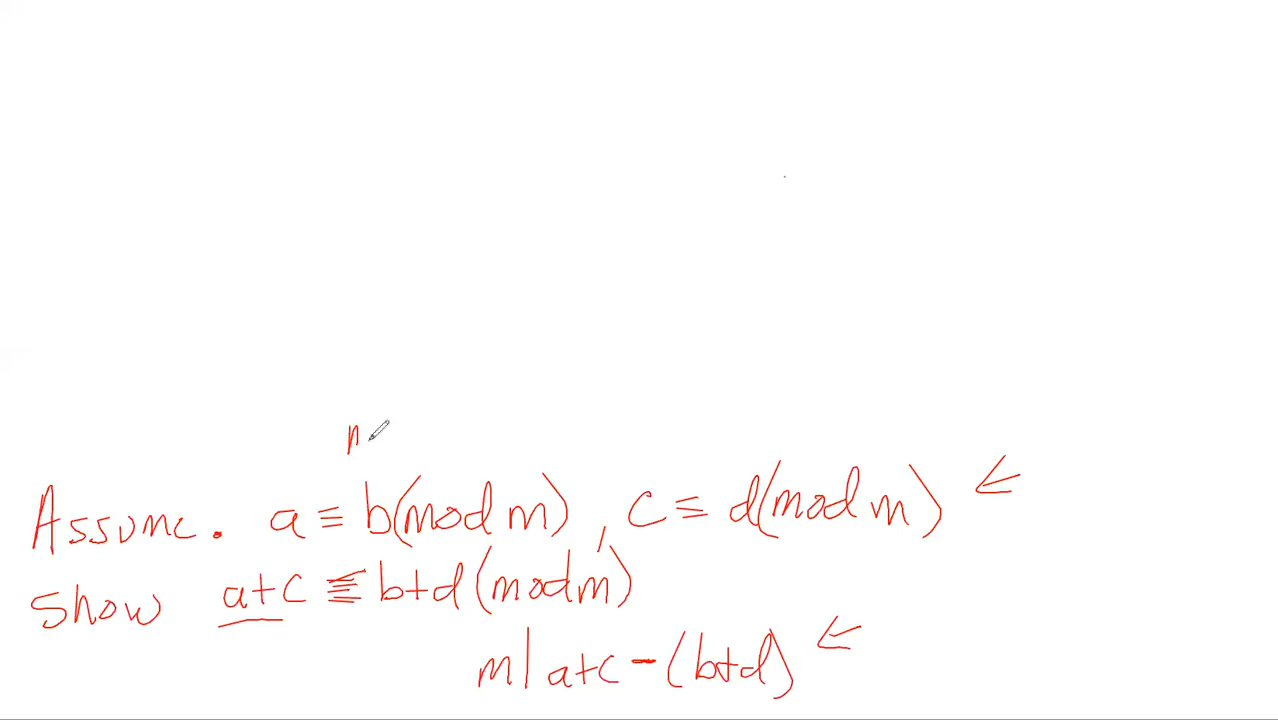 n
Assume. a ≡ b(mod m), c ≡ d(mod m) ←
Show a+c ≡ b+d (mod m)
m | a+c - (b+d) ←